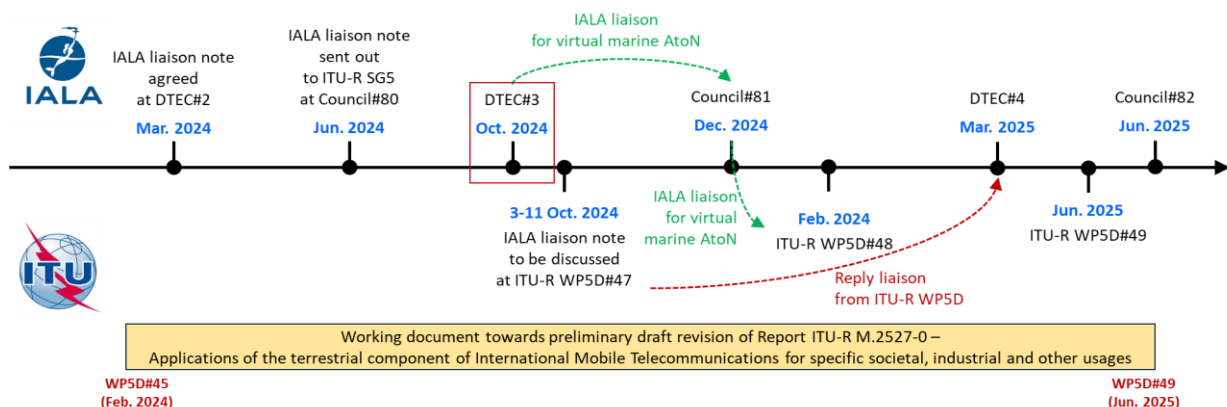 IALA
IALA liaison note
agreed
at DTEC#2
Mar. 2024
IALA liaison note
sent out
to ITU-R SG5
at Council#80
Jun. 2024
DTEC#3
Oct. 2024
IALA liaison
for virtual marine AtoN
Council#81
Dec. 2024
DTEC#4
Mar. 2025
Council#82
Jun. 2025
ITU
3-11 Oct. 2024
IALA liaison note
to be discussed
at ITU-R WP5D#47
IALA liaison
for virtual
marine AtoN
Feb. 2024
ITU-R WP5D#48
Reply liaison
from ITU-R WP5D
Jun. 2025
ITU-R WP5D#49
Working document towards preliminary draft revision of Report ITU-R M.2527-0 –
Applications of the terrestrial component of International Mobile Telecommunications for specific societal, industrial and other usages
WP5D#45
(Feb. 2024)
WP5D#49
(Jun. 2025)